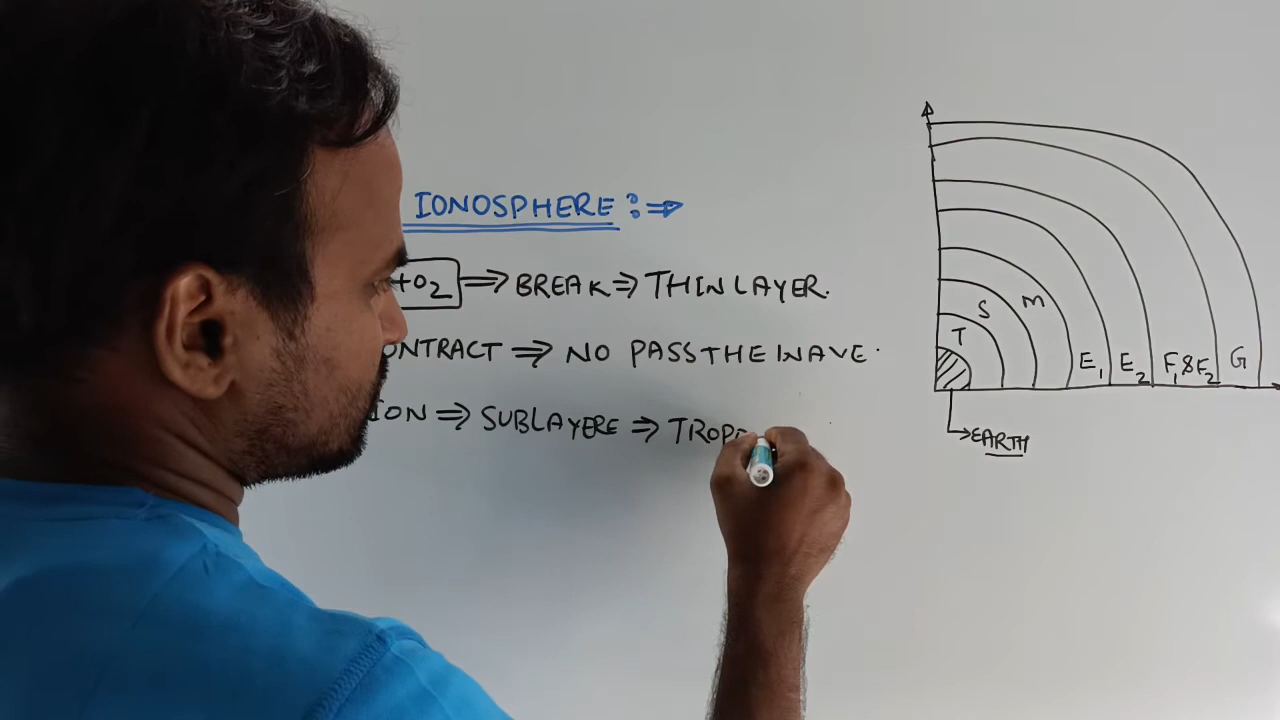 IONOSPHERE :⇒
+O2 ⇒ BREAK ⇒ THIN LAYER.
ONTRACT ⇒ NO PASS THE WAVE.
ION ⇒ SUBLAYERE ⇒ TROP
T
S
M
E1
E2
F1 & F2
G
→EARTH